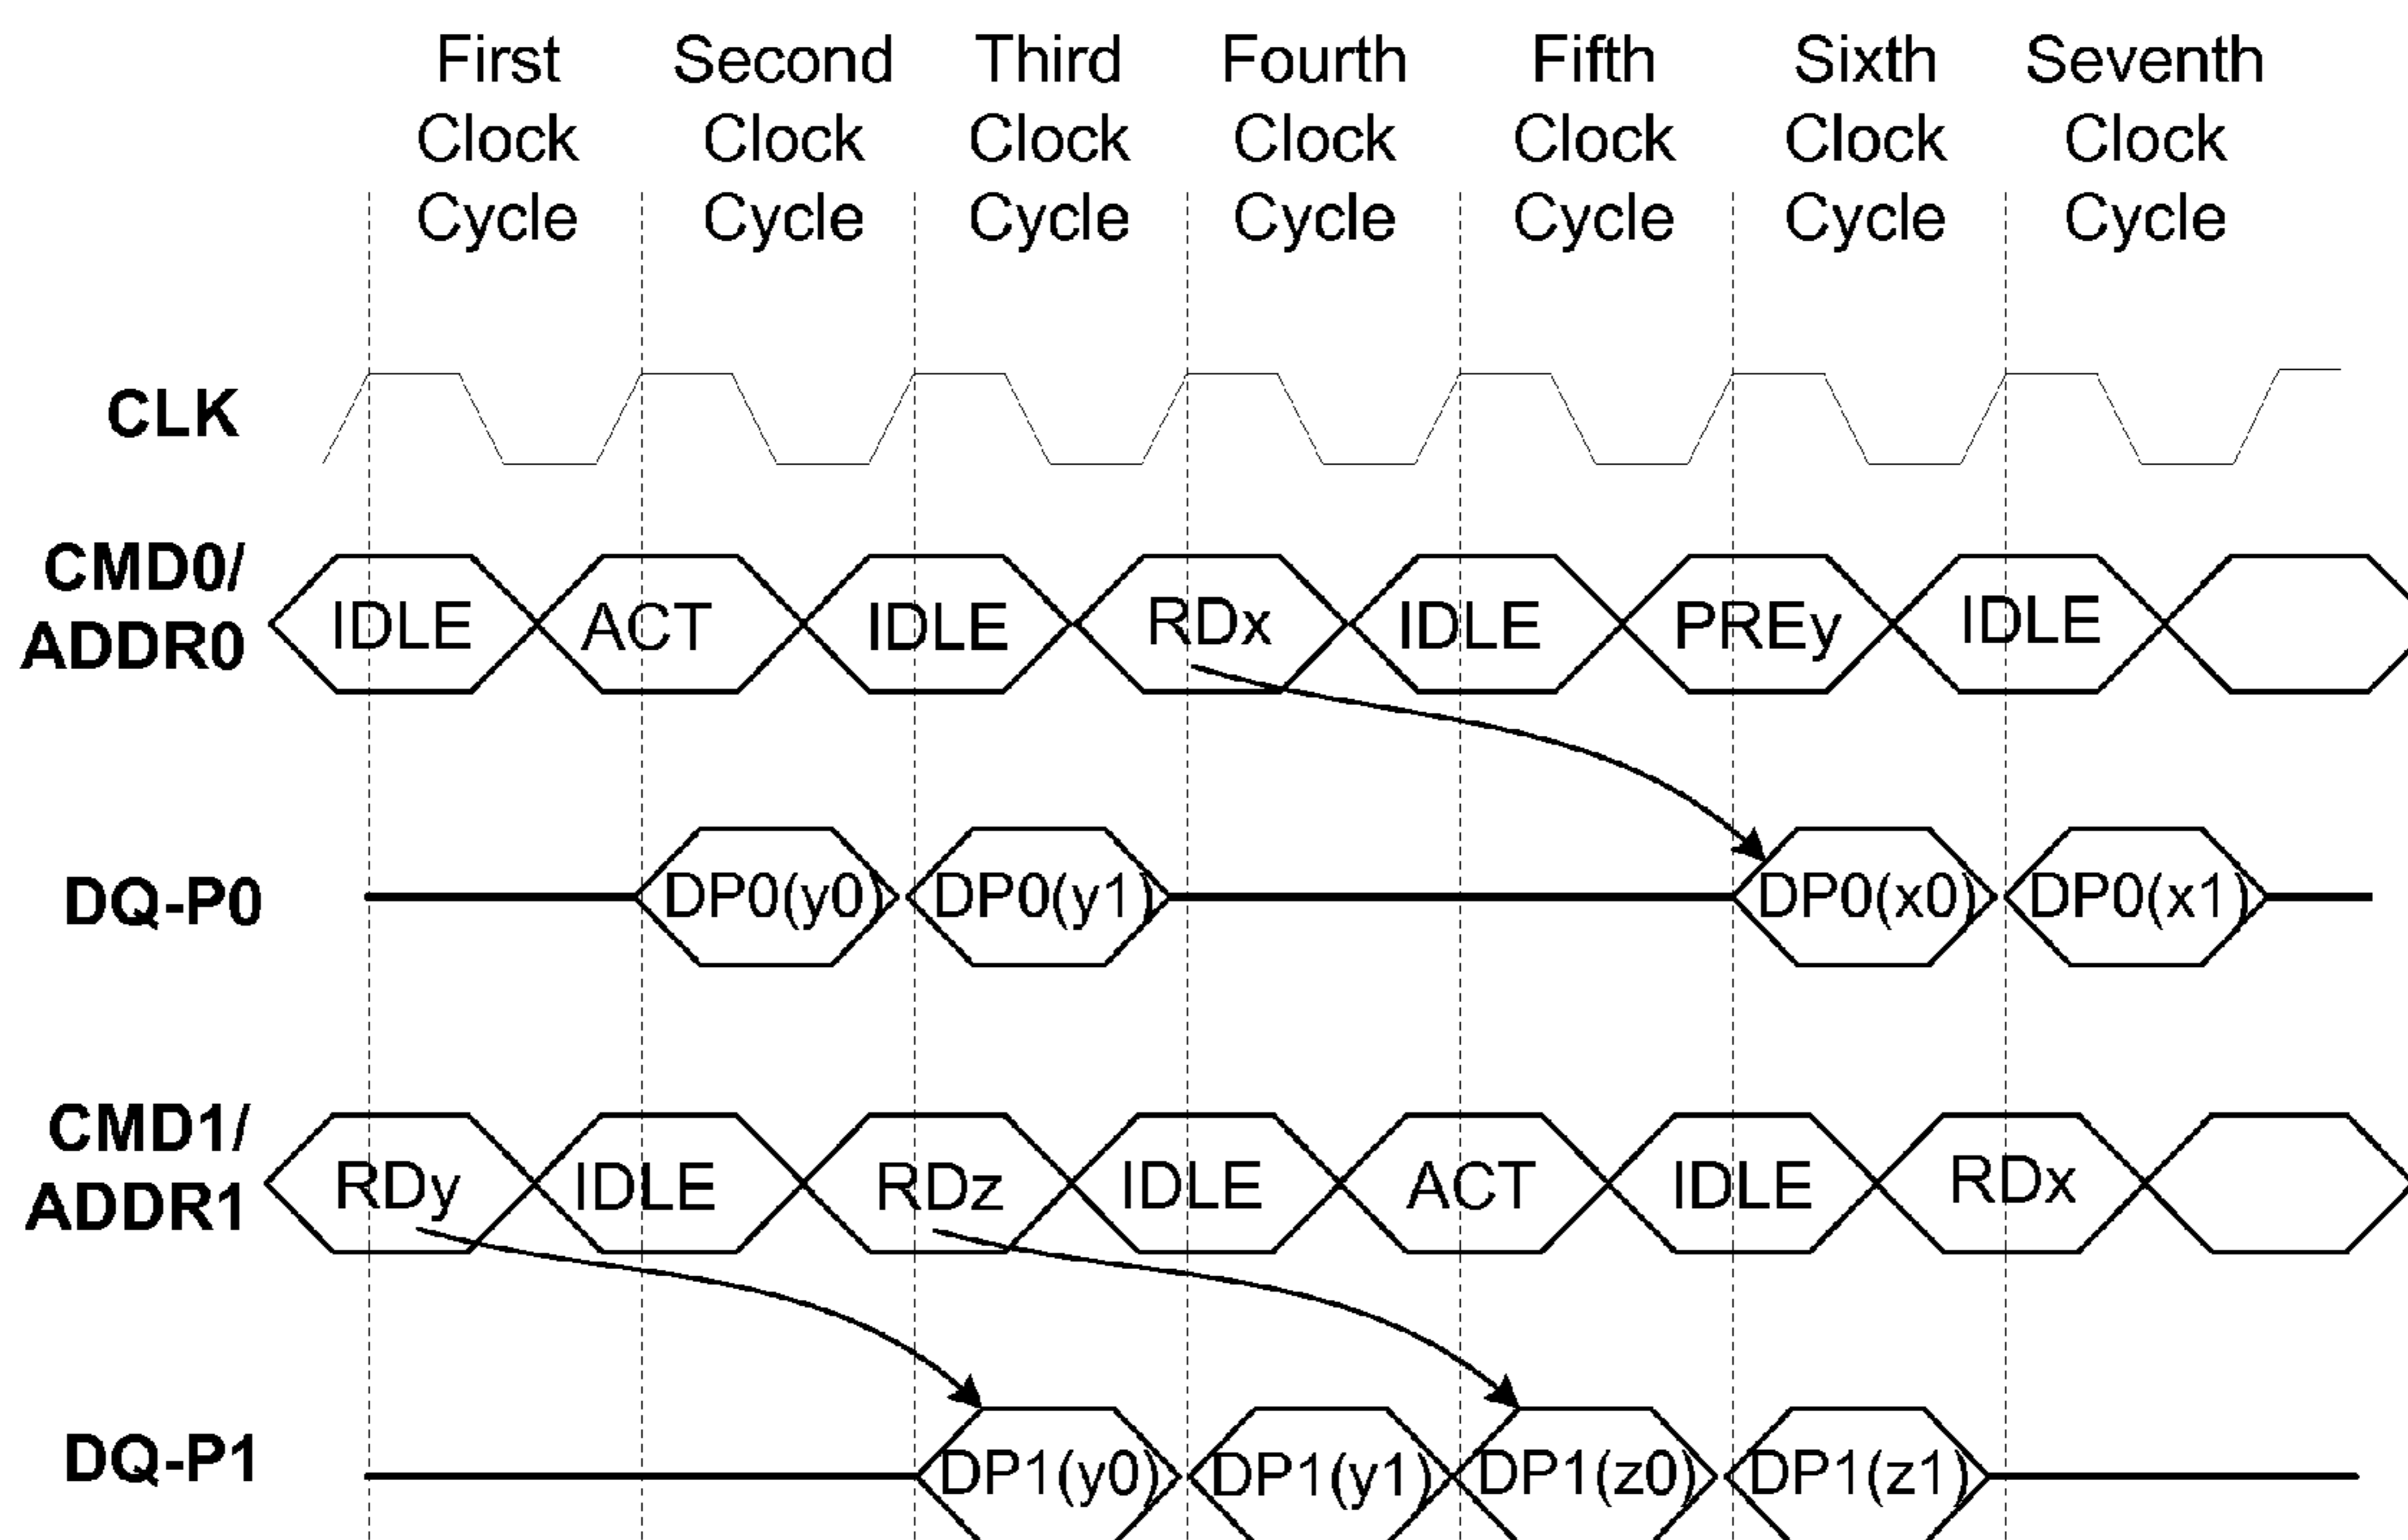 First Second Third Fourth Fifth Sixth Seventh
Clock Clock Clock Clock Clock Clock Clock
Cycle Cycle Cycle Cycle Cycle Cycle Cycle
CLK
CMD0/
ADDR0
IDLE ACT IDLE RDx IDLE PREy IDLE
DQ-P0 DP0(y0) DP0(y1) DP0(x0) DP0(x1)
CMD1/
ADDR1
RDy IDLE RDz IDLE ACT IDLE RDx
DQ-P1 DP1(y0) DP1(y1) DP1(z0) DP1(z1)